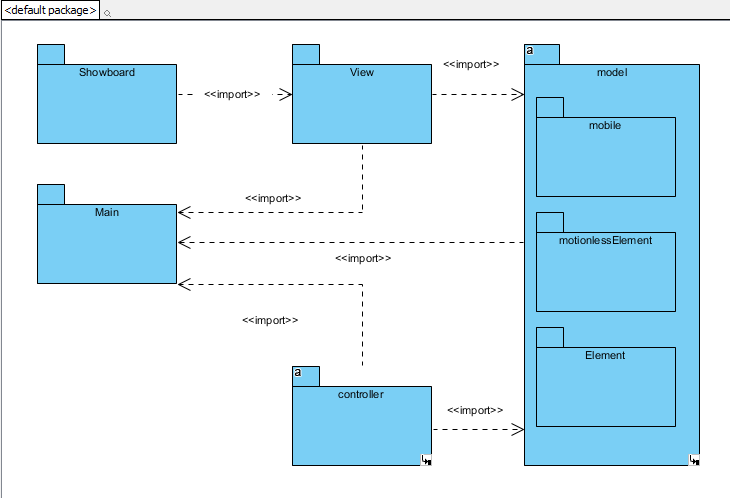 <default package>
a
Showboard
<<import>>
View
<<import>>
model
mobile
<<import>>
Main
motionlessElement
<<import>>
<<import>>
Element
a
controller
<<import>>